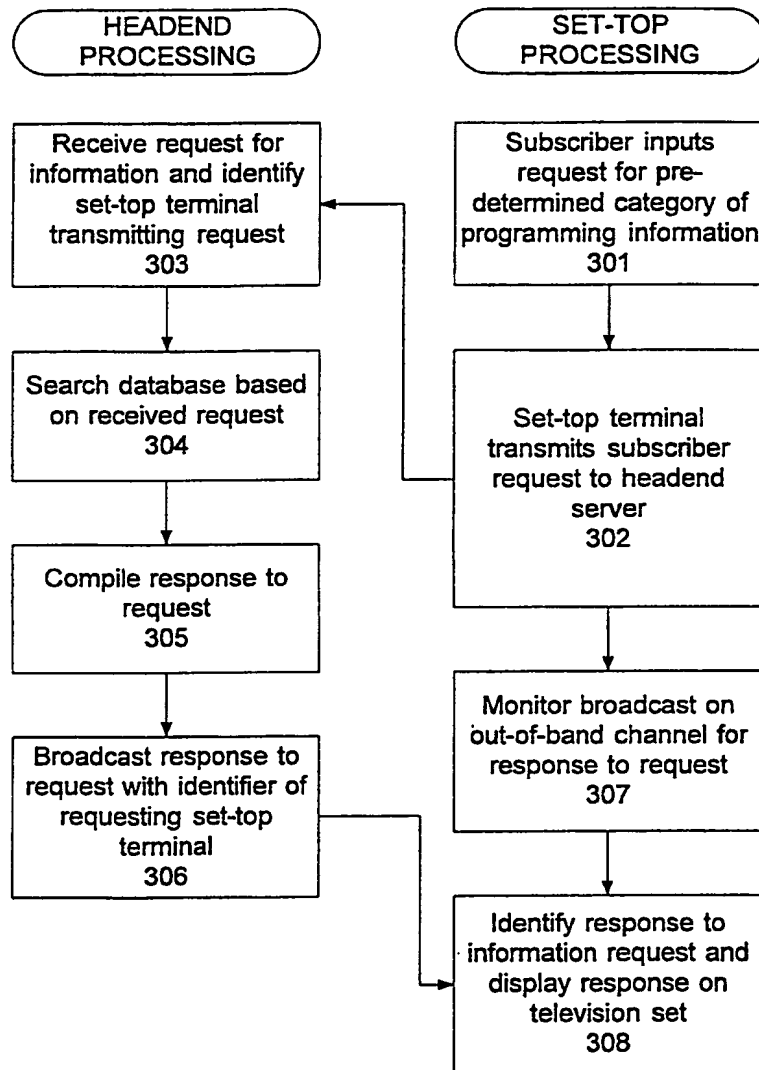 HEADEND
PROCESSING
SET-TOP
PROCESSING
Receive request for
information and identify
set-top terminal
transmitting request
303
Subscriber inputs
request for pre-
determined category of
programming information
301
Search database based
on received request
304
Set-top terminal
transmits subscriber
request to headend
server
302
Compile response to
request
305
Monitor broadcast on
out-of-band channel for
response to request
307
Broadcast response to
request with identifier of
requesting set-top
terminal
306
Identify response to
information request and
display response on
television set
308